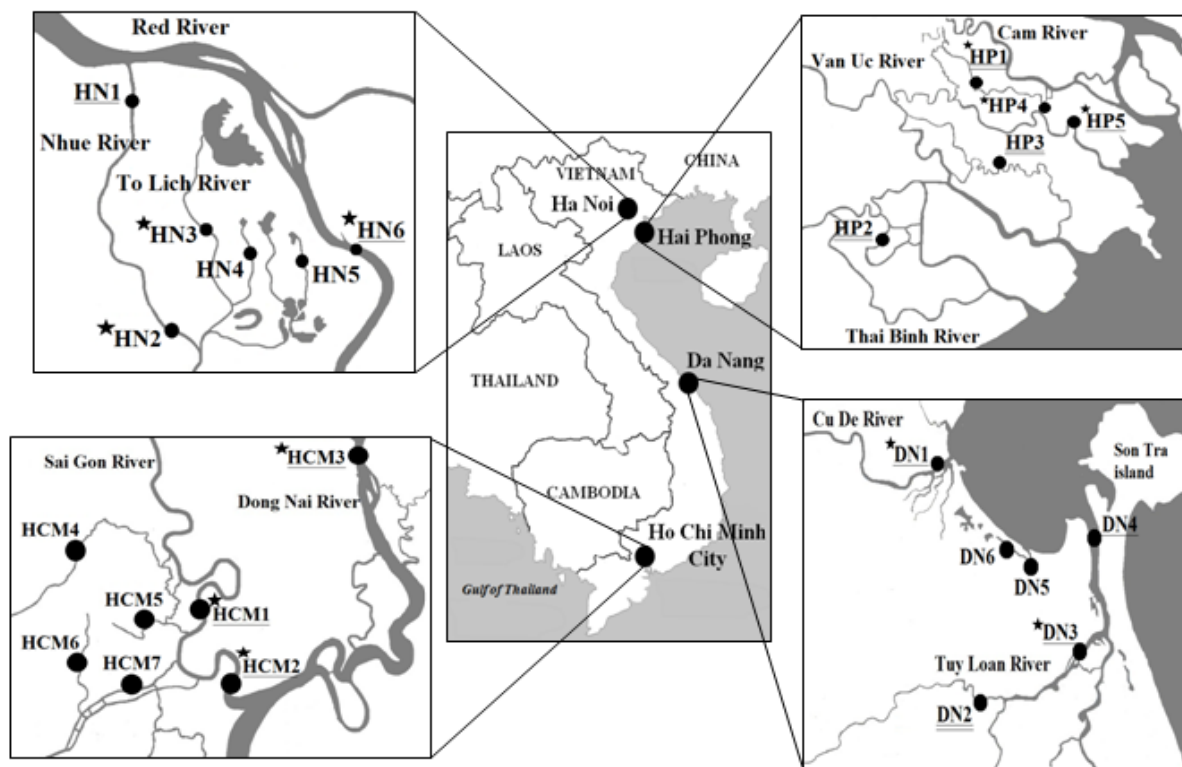 Red River
HN1
Nhue River
To Lich River
★HN3
★HN6
HN4
HN5
★HN2
VIETNAM
CHINA
Ha Noi
Hai Phong
LAOS
Da Nang
THAILAND
CAMBODIA
Ho Chi Minh
City
Gulf of Thailand
Cam River
★HP1
Van Uc River
★HP4
★HP5
HP3
HP2
Thai Binh River
Sai Gon River
★HCM3
Dong Nai River
HCM4
HCM5
★HCM1
HCM6
HCM7
★HCM2
Cu De River
★DN1
Son Tra
island
DN4
DN6
DN5
★DN3
Tuy Loan River
DN2